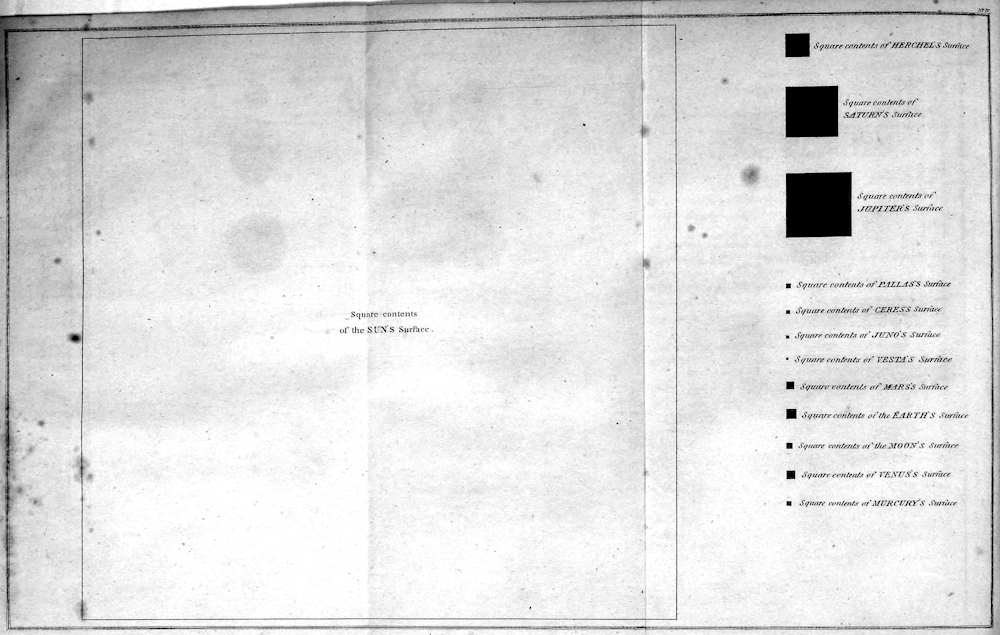 Square contents of HERCHEL'S Surface
Square contents of
SATURN'S Surface
Square contents of
JUPITER'S Surface
Square contents
of the SUN'S Surface.
Square contents of PALLAS'S Surface
Square contents of CERES'S Surface
Square contents of JUNO'S Surface
Square contents of VESTA'S Surface
Square contents of MARS'S Surface
Square contents of the EARTH'S Surface
Square contents of the MOON'S Surface
Square contents of VENUS'S Surface
Square contents of MURCURY'S Surface